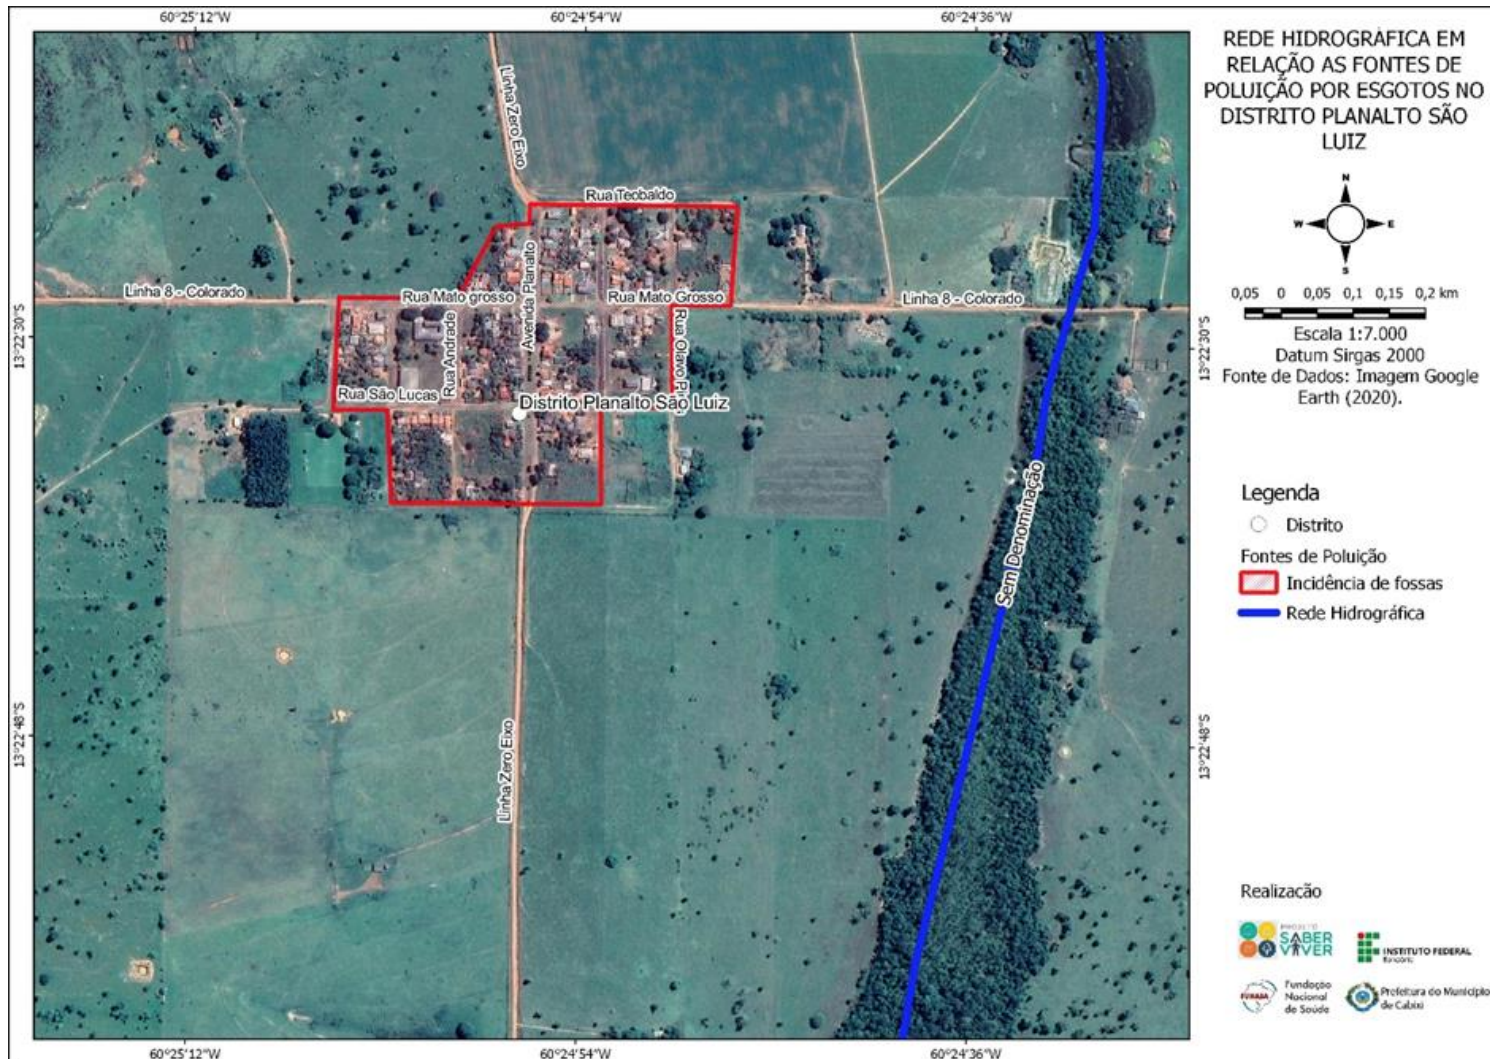 60°25'12"W
60°24'54"W
60°24'36"W
REDE HIDROGRÁFICA EM
RELAÇÃO AS FONTES DE
POLUIÇÃO POR ESGOTOS NO
DISTRITO PLANALTO SÃO
LUIZ
N
W
E
S
0,05 0 0,05 0,1 0,15 0,2 km
Escala 1:7.000
Datum Sirgas 2000
Fonte de Dados: Imagem Google
Earth (2020).
Linha Zero Eixo
Rua Teobaldo
Avenida Planalto
Linha 8 - Colorado
Rua Mato grosso
Rua Mato Grosso
Linha 8 - Colorado
13°22'30"S
13°22'30"S
Rua Andrade
Rua Olavo
Rua São Lucas
Distrito Planalto São Luiz
Sem Denominação
Linha Zero Eixo
13°22'48"S
13°22'48"S
Legenda
Distrito
Fontes de Poluição
Incidência de fossas
Rede Hidrográfica
Realização
PROJETO
SABER
VIVER
INSTITUTO FEDERAL
Rondônia
FUNASA
Fundação
Nacional
de Saúde
Prefeitura do Município
de Cabixi
60°25'12"W
60°24'54"W
60°24'36"W